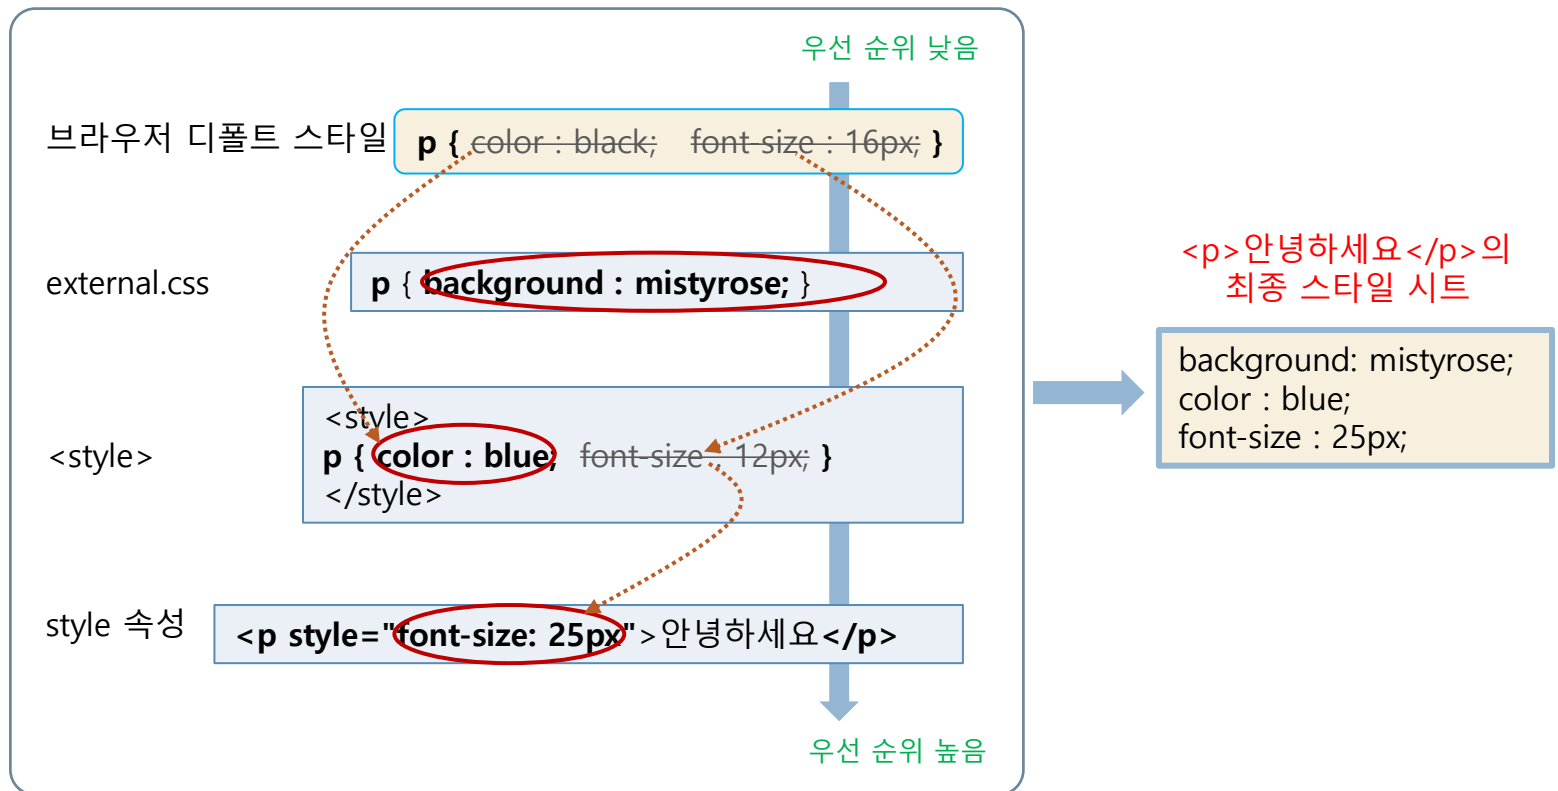 우선 순위 낮음
브라우저 디폴트 스타일
p { color : black; font-size : 16px; }
external.css
p { background : mistyrose; }
<style>
<style>
p { color : blue; font-size : 12px; }
</style>
style 속성
<p style="font-size: 25px">안녕하세요</p>
우선 순위 높음
<p>안녕하세요</p>의
최종 스타일 시트
background: mistyrose;
color : blue;
font-size : 25px;